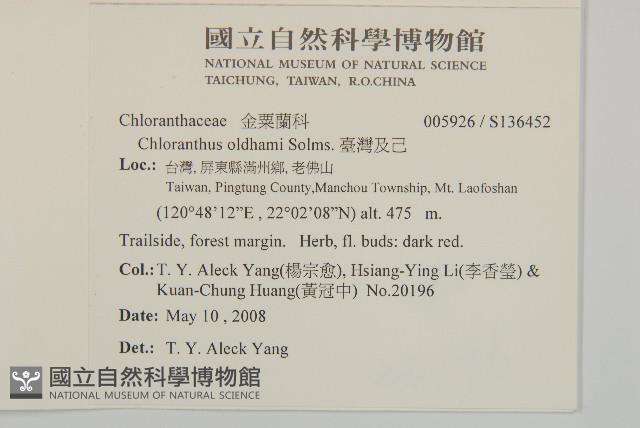 國立自然科學博物館
NATIONAL MUSEUM OF NATURAL SCIENCE
TAICHUNG, TAIWAN, R.O.CHINA
Chloranthaceae 金粟蘭科 005926 / S136452
Chloranthus oldhami Solms. 臺灣及己
Loc.: 台灣, 屏東縣滿州鄉, 老佛山
Taiwan, Pingtung County,Manchou Township, Mt. Laofoshan
(120°48’12”E , 22°02’08”N) alt. 475 m.
Trailside, forest margin. Herb, fl. buds: dark red.
Col.: T. Y. Aleck Yang(楊宗愈), Hsiang-Ying Li(李香瑩) &
Kuan-Chung Huang(黃冠中) No.20196
Date: May 10 , 2008
Det.: T. Y. Aleck Yang
國立自然科學博物館
NATIONAL MUSEUM OF NATURAL SCIENCE